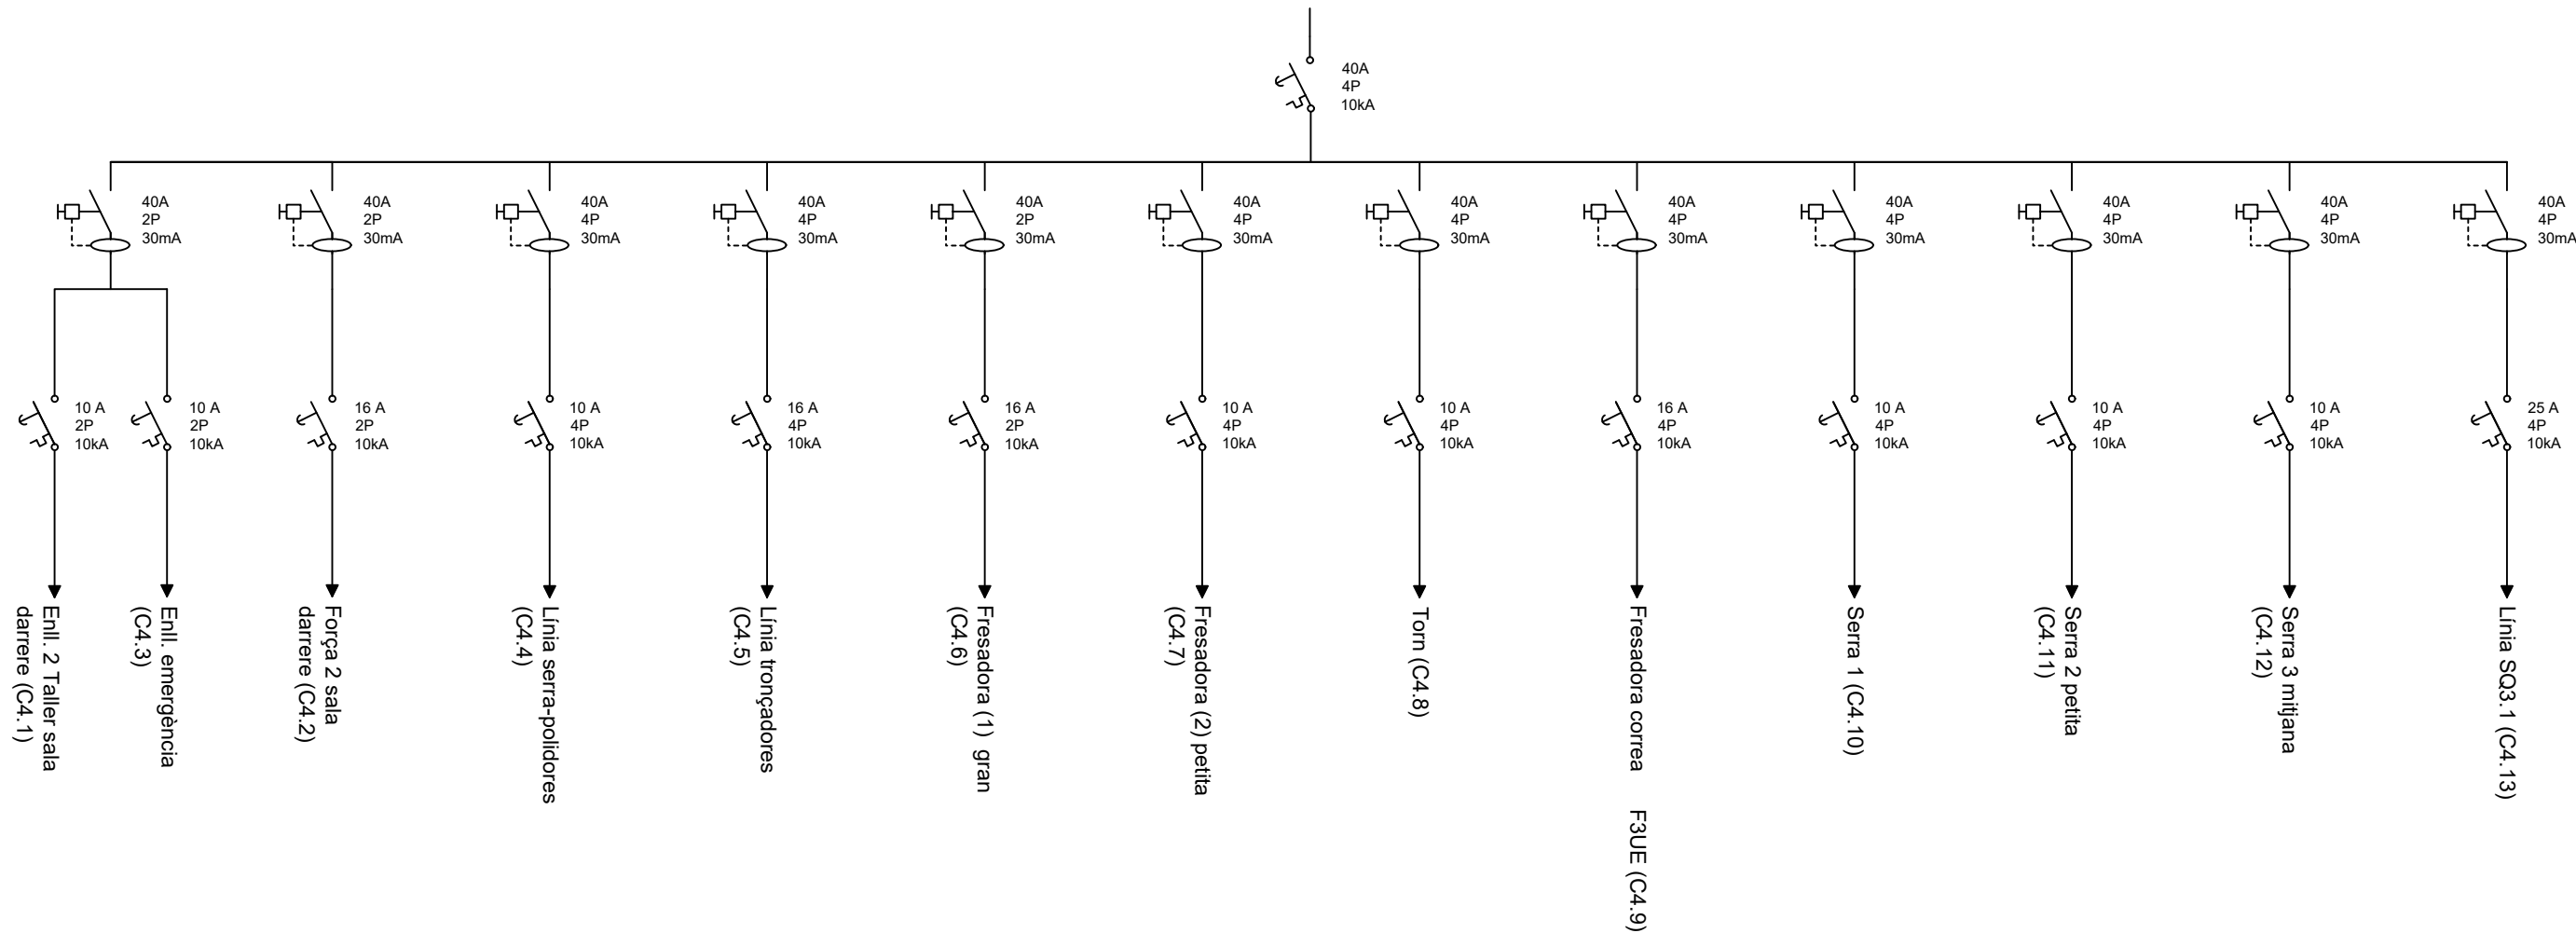 40A
4P
10kA
40A
2P
30mA
40A
2P
30mA
40A
4P
30mA
40A
4P
30mA
40A
2P
30mA
40A
4P
30mA
40A
4P
30mA
40A
4P
30mA
40A
4P
30mA
40A
4P
30mA
40A
4P
30mA
40A
4P
30mA
10 A
2P
10kA
10 A
2P
10kA
16 A
2P
10kA
10 A
4P
10kA
16 A
4P
10kA
16 A
2P
10kA
10 A
4P
10kA
10 A
4P
10kA
16 A
4P
10kA
10 A
4P
10kA
10 A
4P
10kA
10 A
4P
10kA
25 A
4P
10kA
Enll. 2 Taller sala
darrere (C4.1)
Enll. emergència
(C4.3)
Força 2 sala
darrere (C4.2)
Línia serra-polidores
(C4.4)
Línia tronçadores
(C4.5)
Fresadora (1) gran
(C4.6)
Fresadora (2) petita
(C4.7)
Torn (C4.8)
Fresadora correa F3UE (C4.9)
Serra 1 (C4.10)
Serra 2 petita
(C4.11)
Serra 3 mitjana
(C4.12)
Línia SQ3.1 (C4.13)